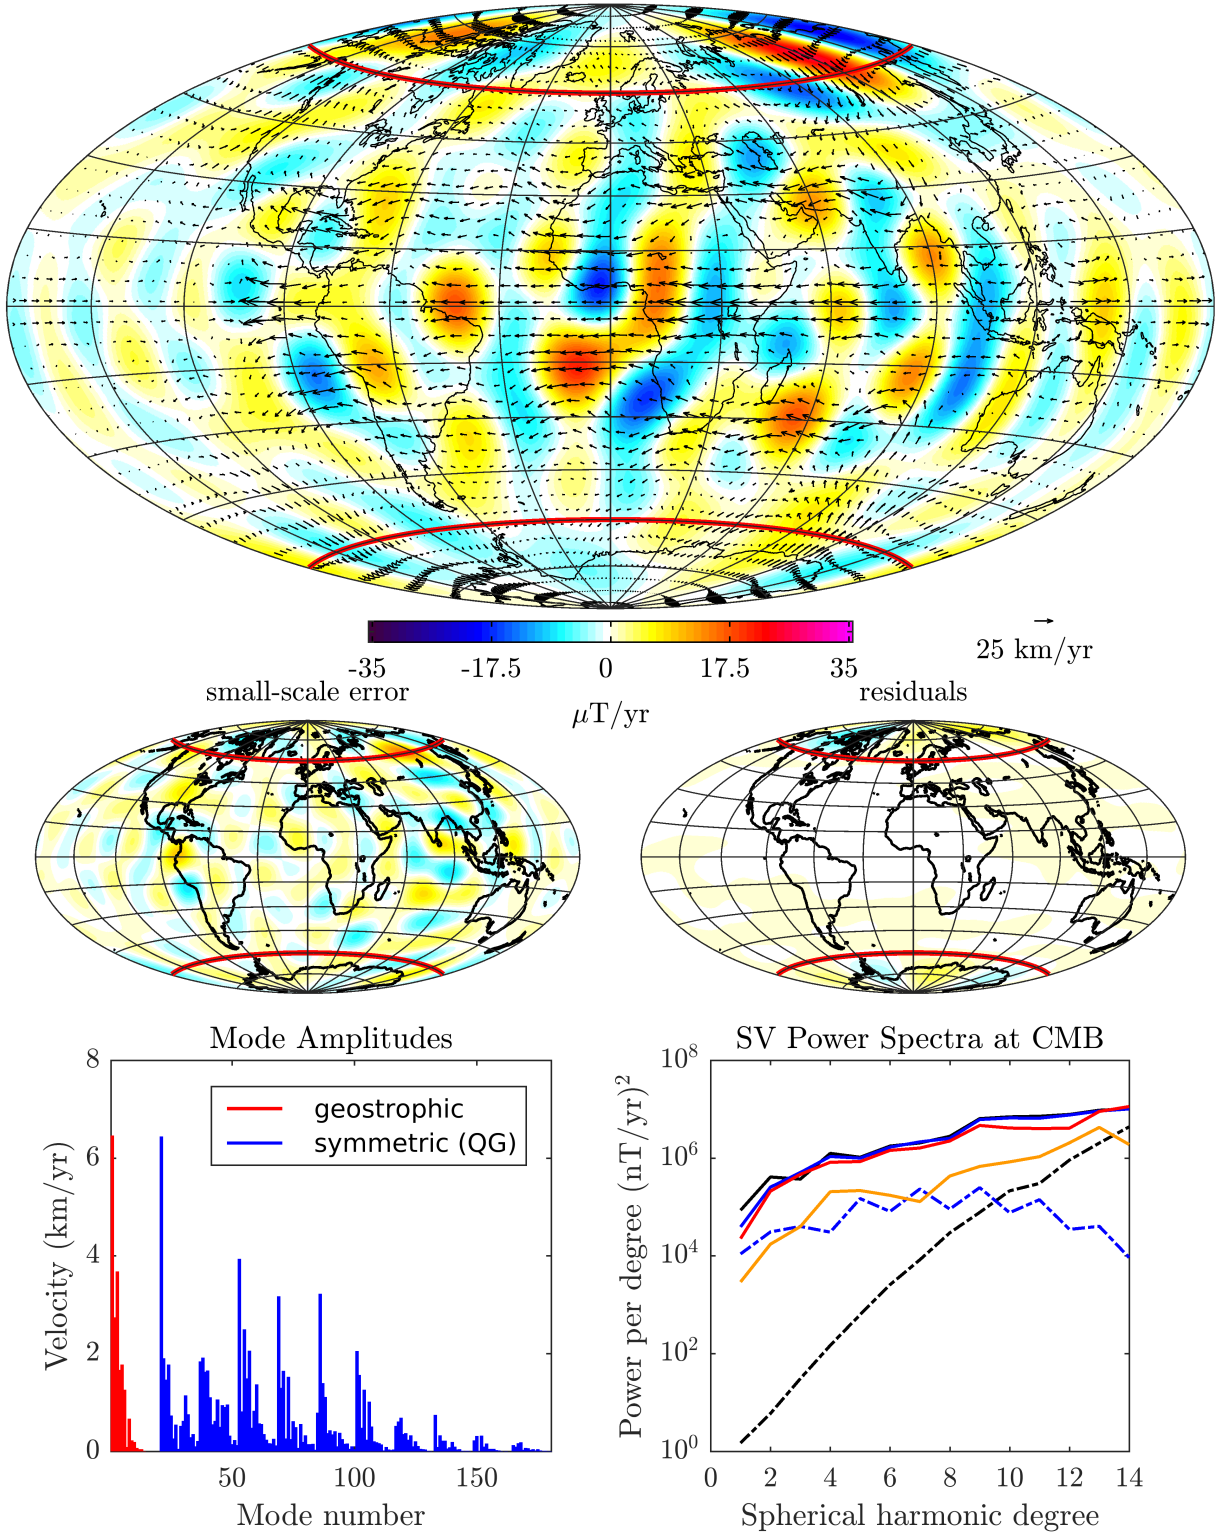 -35 -17.5 0 17.5 35
25 km/yr
μT/yr
small-scale error
residuals
Mode Amplitudes
8
6
4
2
0
50 100 150
Velocity (km/yr)
Mode number
geostrophic
symmetric (QG)
SV Power Spectra at CMB
10^8
10^6
10^4
10^2
10^0
0 2 4 6 8 10 12 14
Power per degree (nT/yr)^2
Spherical harmonic degree